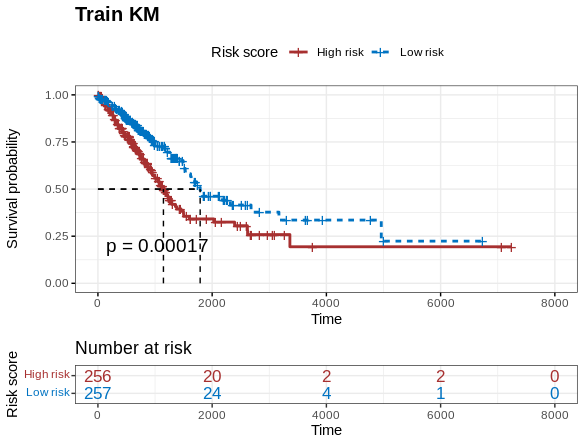 Train KM
Risk score High risk Low risk
Survival probability
1.00
0.75
0.50
0.25
0.00
p = 0.00017
0 2000 4000 6000 8000
Time
Number at risk
Risk score
High risk 256 20 2 2 0
Low risk 257 24 4 1 0
0 2000 4000 6000 8000
Time